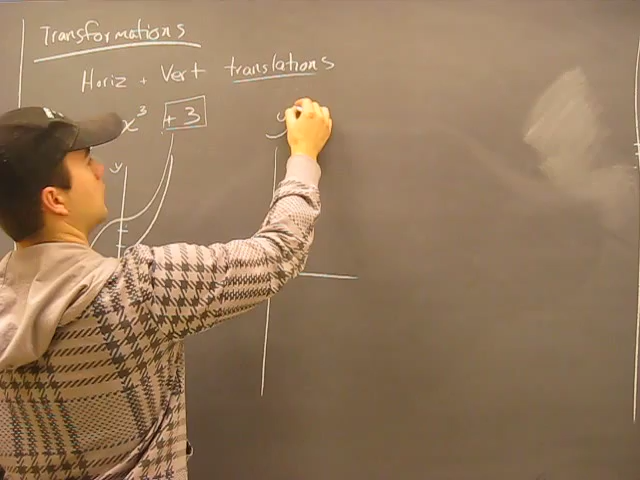 Transformations
Horiz + Vert translations
x³ + 3
y
y